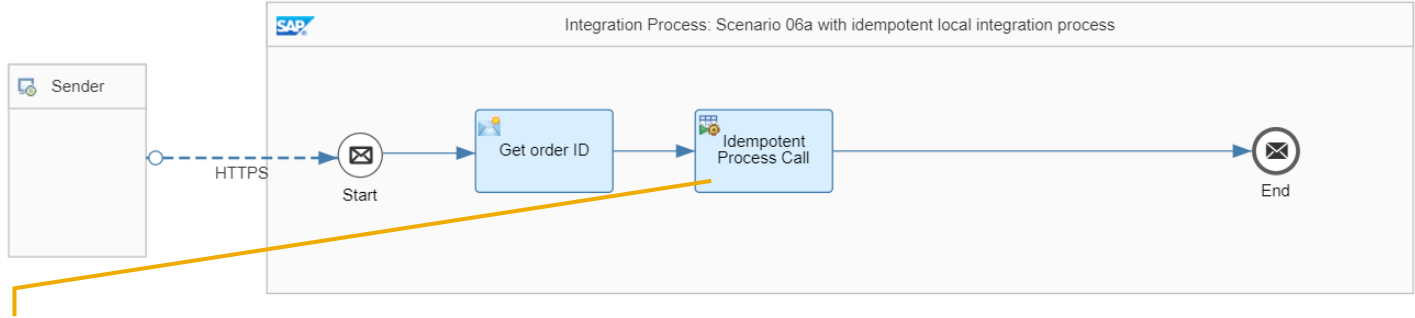 SAP
Integration Process: Scenario 06a with idempotent local integration process
Sender
HTTPS
Start
Get order ID
Idempotent
Process Call
End